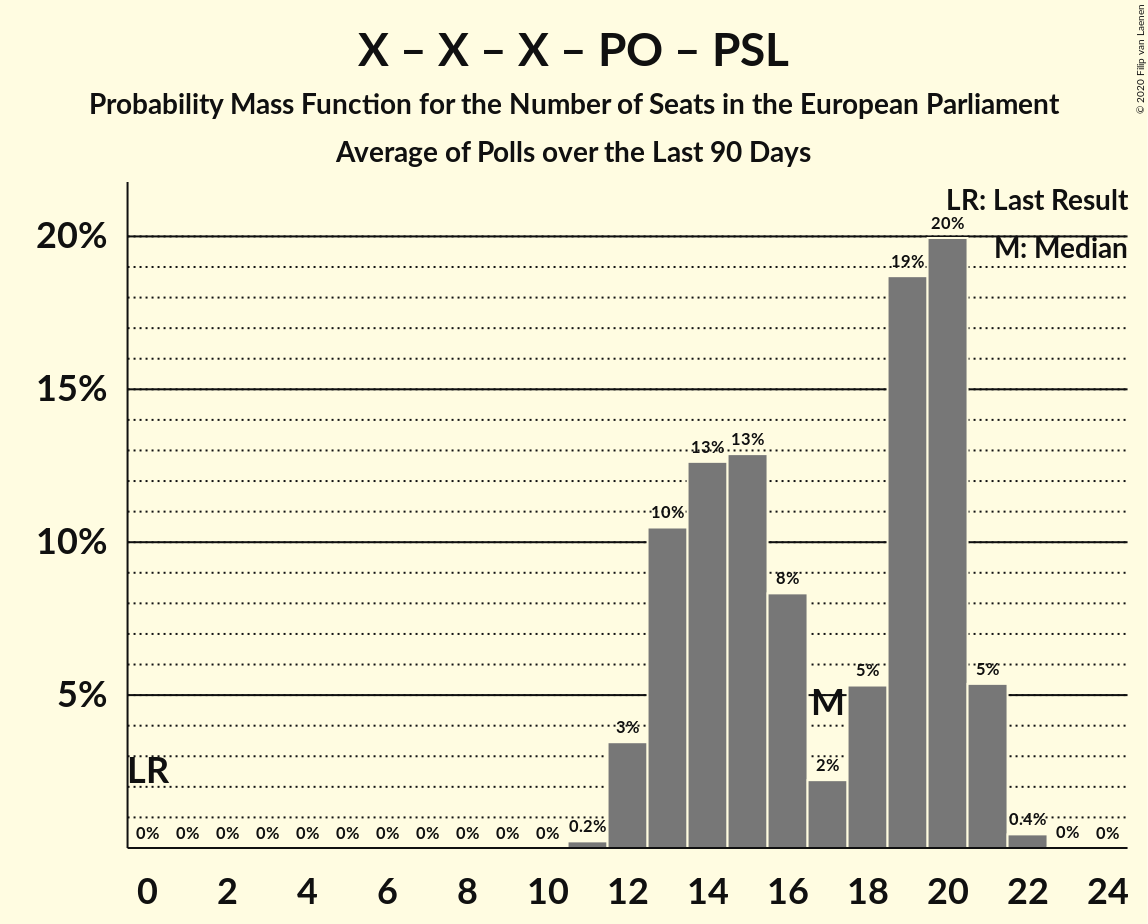 X – X – X – PO – PSL
Probability Mass Function for the Number of Seats in the European Parliament
Average of Polls over the Last 90 Days
© 2020 Filip van Laenen
LR: Last Result
M: Median
20%
15%
10%
5%
LR
M
0% 0% 0% 0% 0% 0% 0% 0% 0% 0% 0% 0.2% 3% 10% 13% 13% 8% 2% 5% 19% 20% 5% 0.4% 0% 0%
0 2 4 6 8 10 12 14 16 18 20 22 24